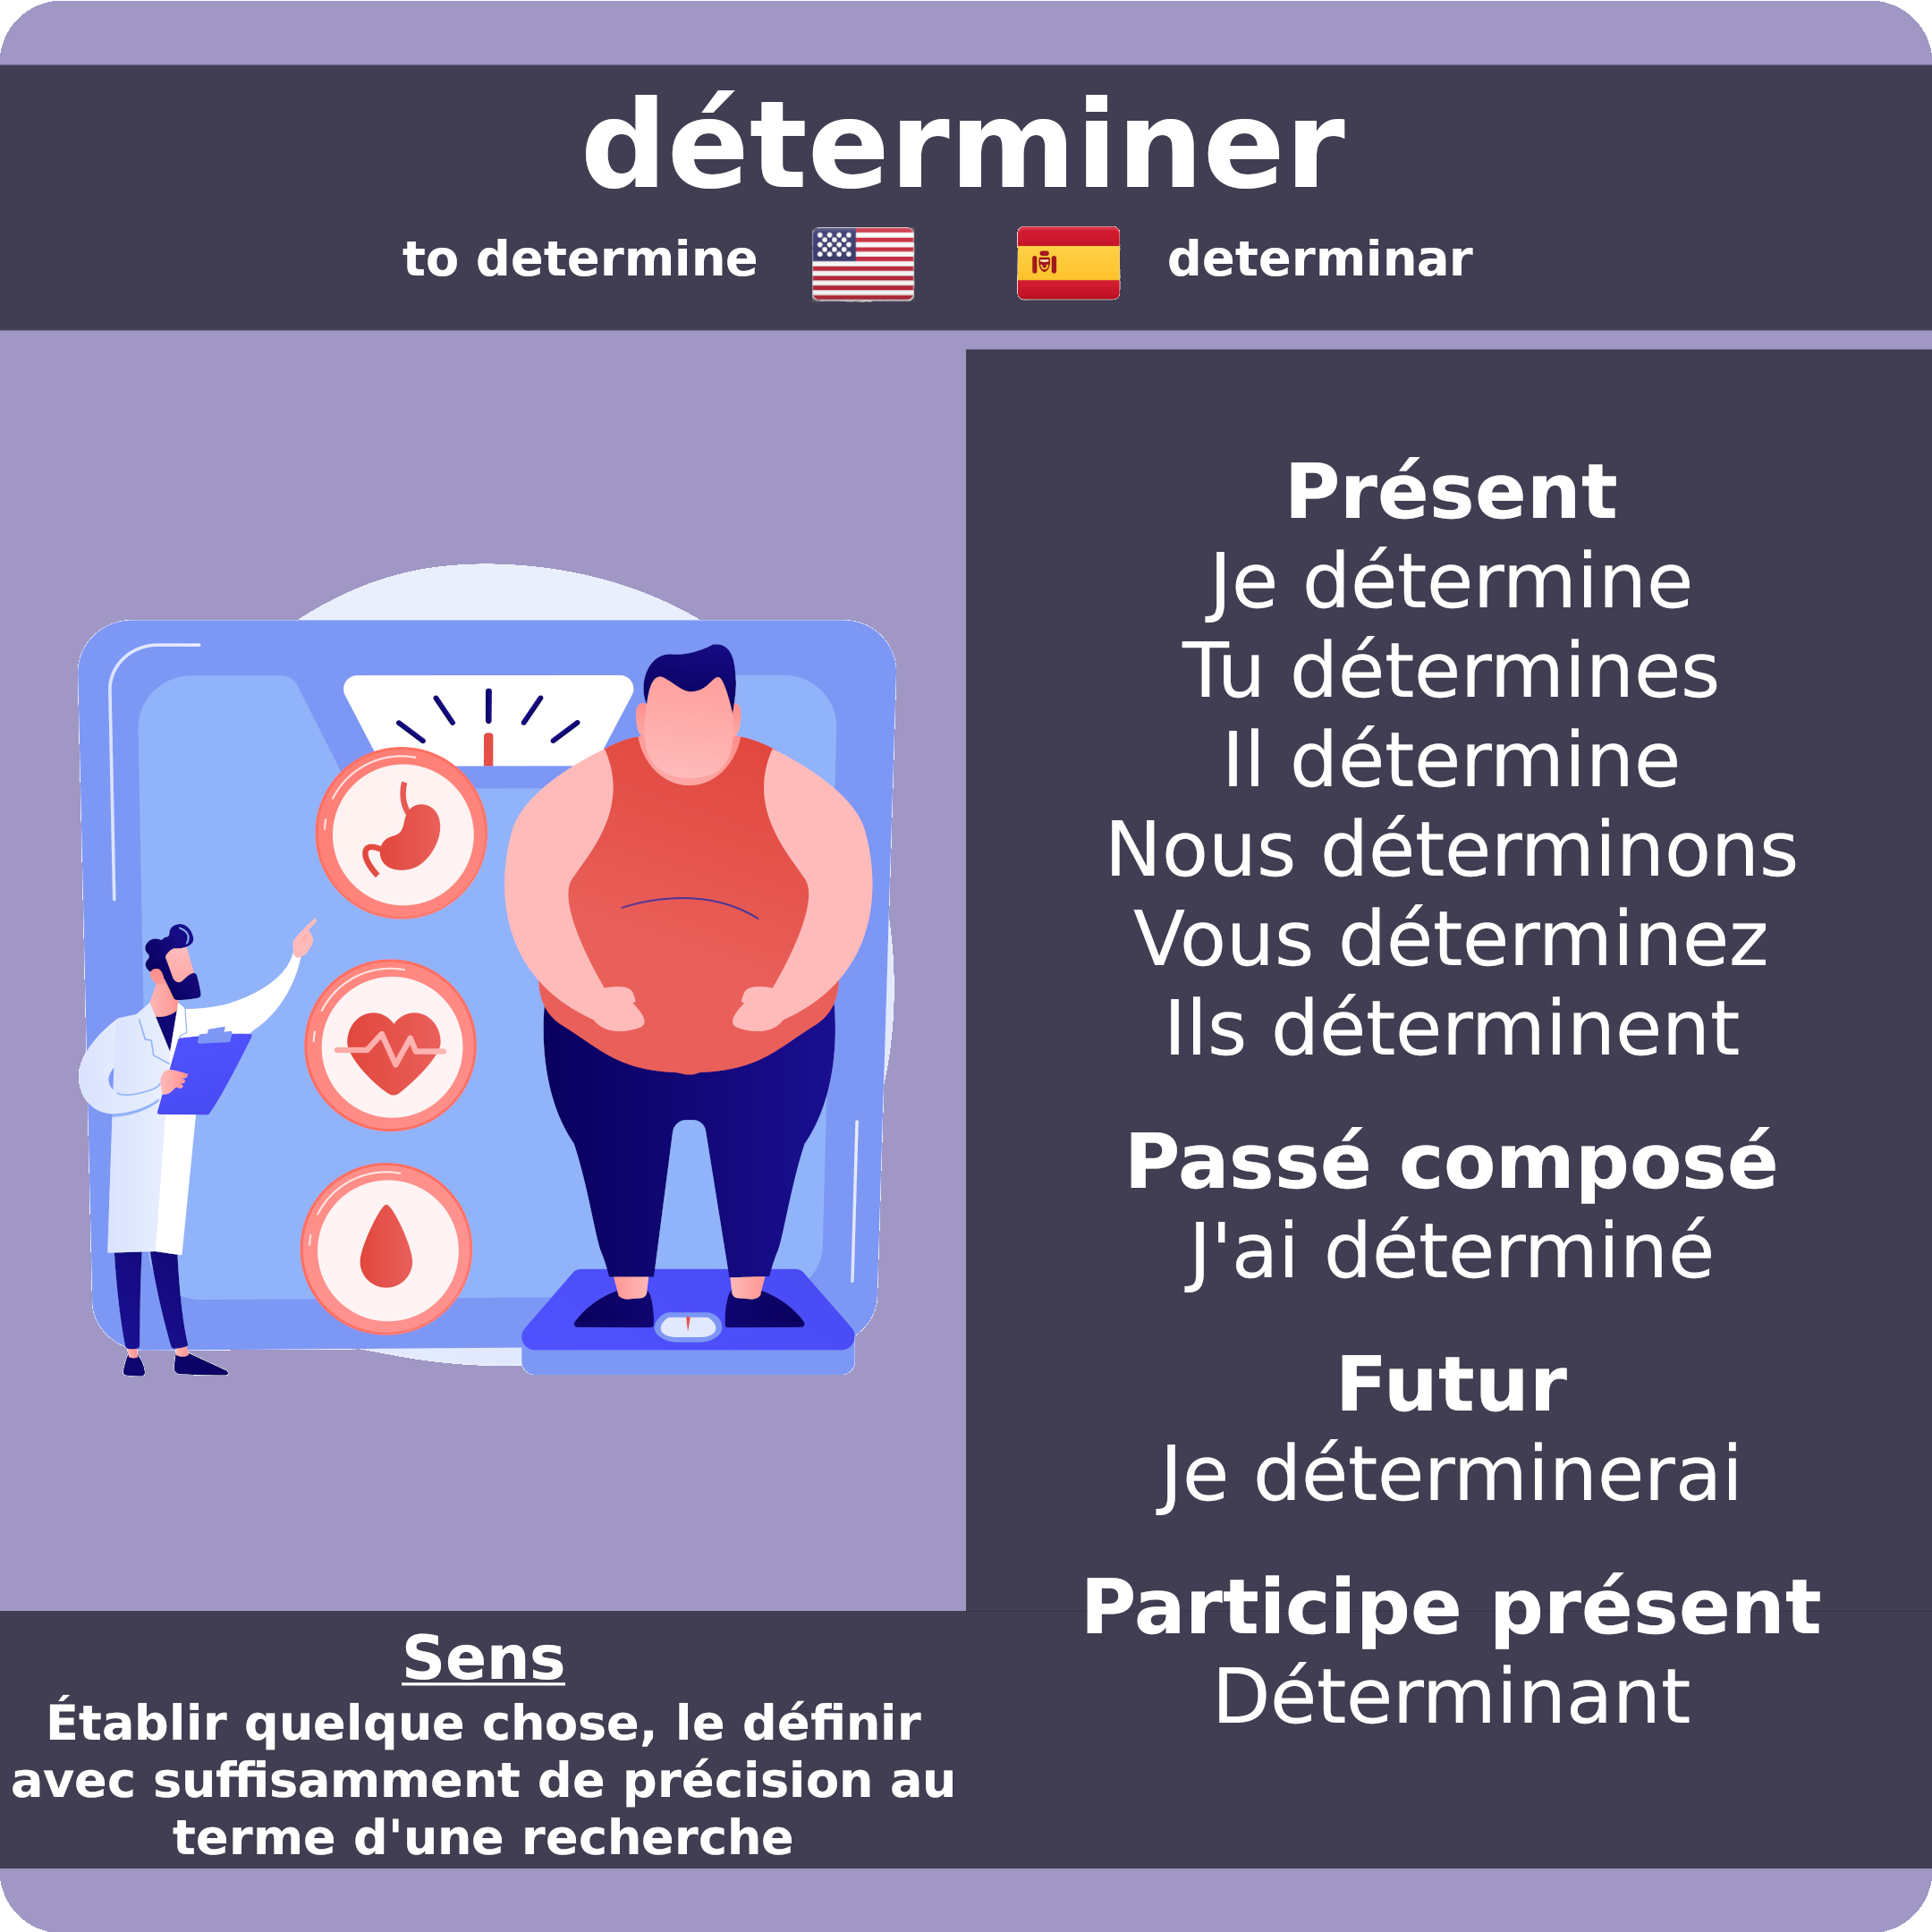 déterminer
to determine
determinar
Présent
Je détermine
Tu détermines
Il détermine
Nous déterminons
Vous déterminez
Ils déterminent
Passé composé
J'ai déterminé
Futur
Je déterminerai
Participe présent
Déterminant
Sens
Établir quelque chose, le définir
avec suffisamment de précision au
terme d'une recherche